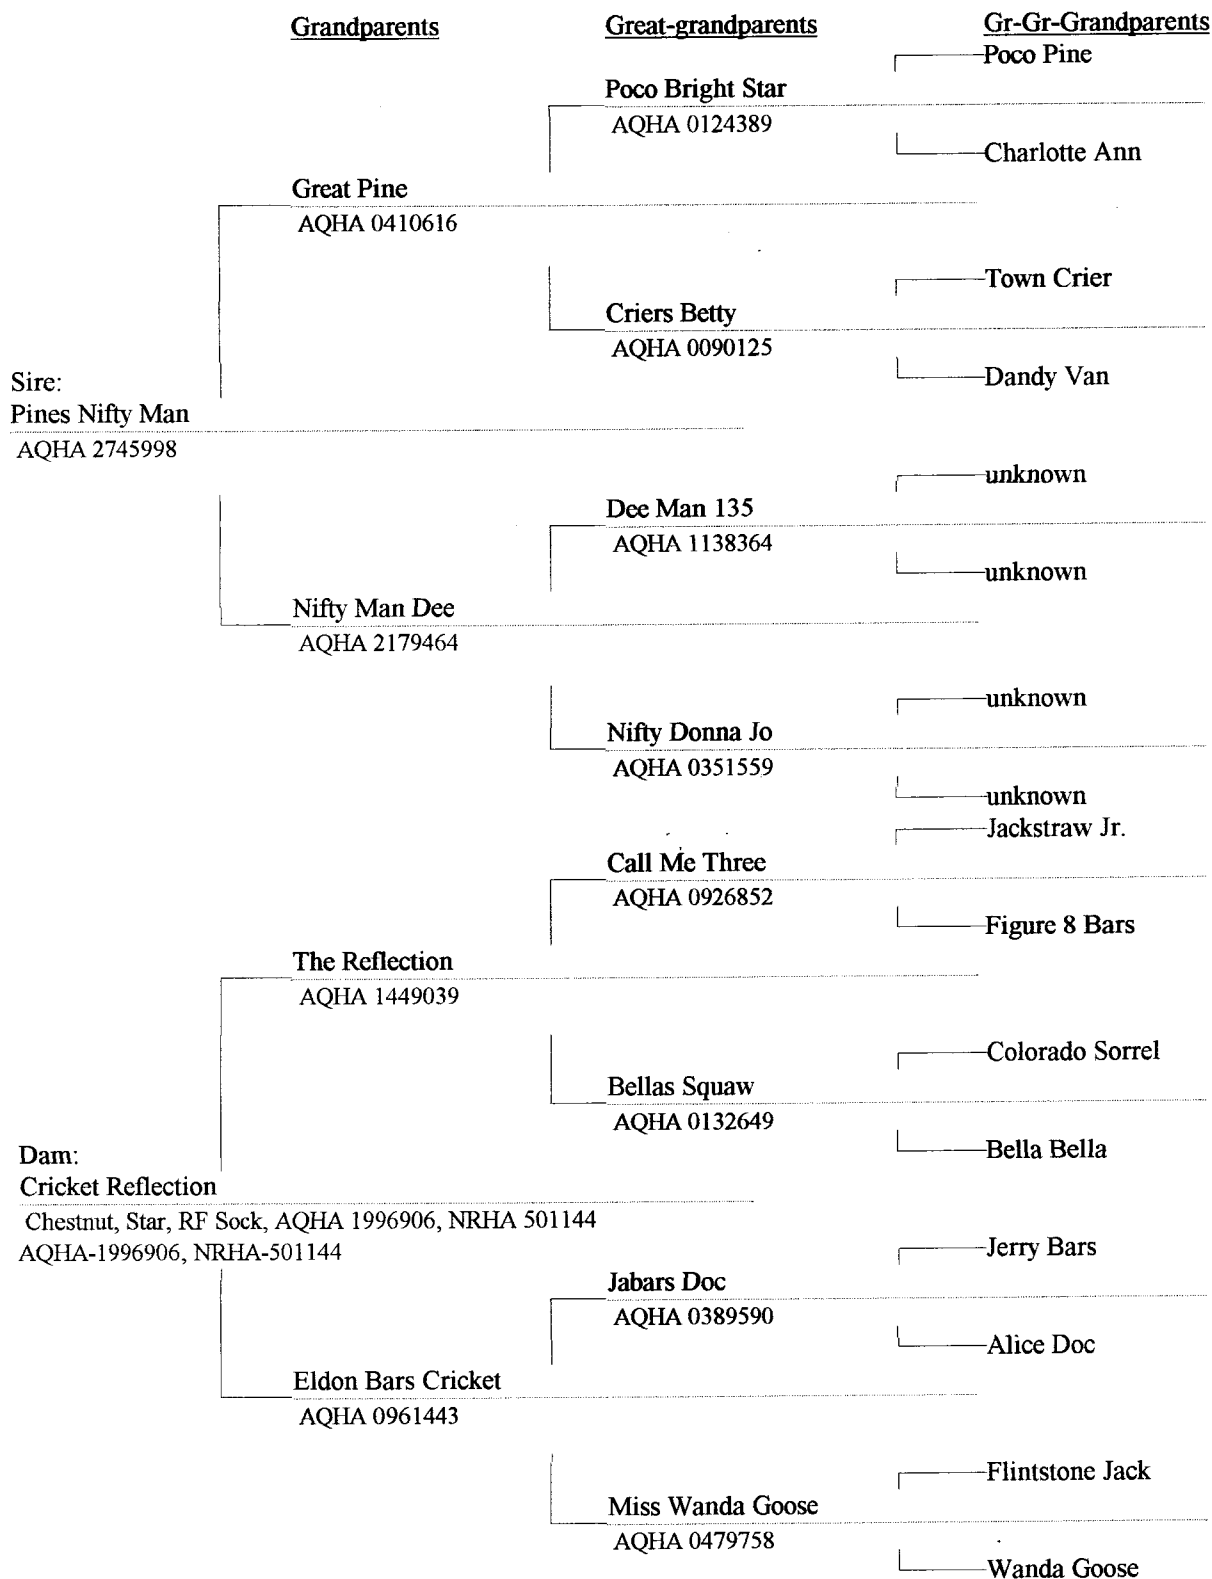 Grandparents
Great-grandparents
Gr-Gr-Grandparents
Poco Pine
Poco Bright Star
AQHA 0124389
Charlotte Ann
Great Pine
AQHA 0410616
Town Crier
Criers Betty
AQHA 0090125
Dandy Van
Sire:
Pines Nifty Man
AQHA 2745998
unknown
Dee Man 135
AQHA 1138364
unknown
Nifty Man Dee
AQHA 2179464
unknown
Nifty Donna Jo
AQHA 0351559
unknown
Jackstraw Jr.
Call Me Three
AQHA 0926852
Figure 8 Bars
The Reflection
AQHA 1449039
Colorado Sorrel
Bellas Squaw
AQHA 0132649
Bella Bella
Dam:
Cricket Reflection
Chestnut, Star, RF Sock, AQHA 1996906, NRHA 501144
AQHA-1996906, NRHA-501144
Jerry Bars
Jabars Doc
AQHA 0389590
Alice Doc
Eldon Bars Cricket
AQHA 0961443
Flintstone Jack
Miss Wanda Goose
AQHA 0479758
Wanda Goose